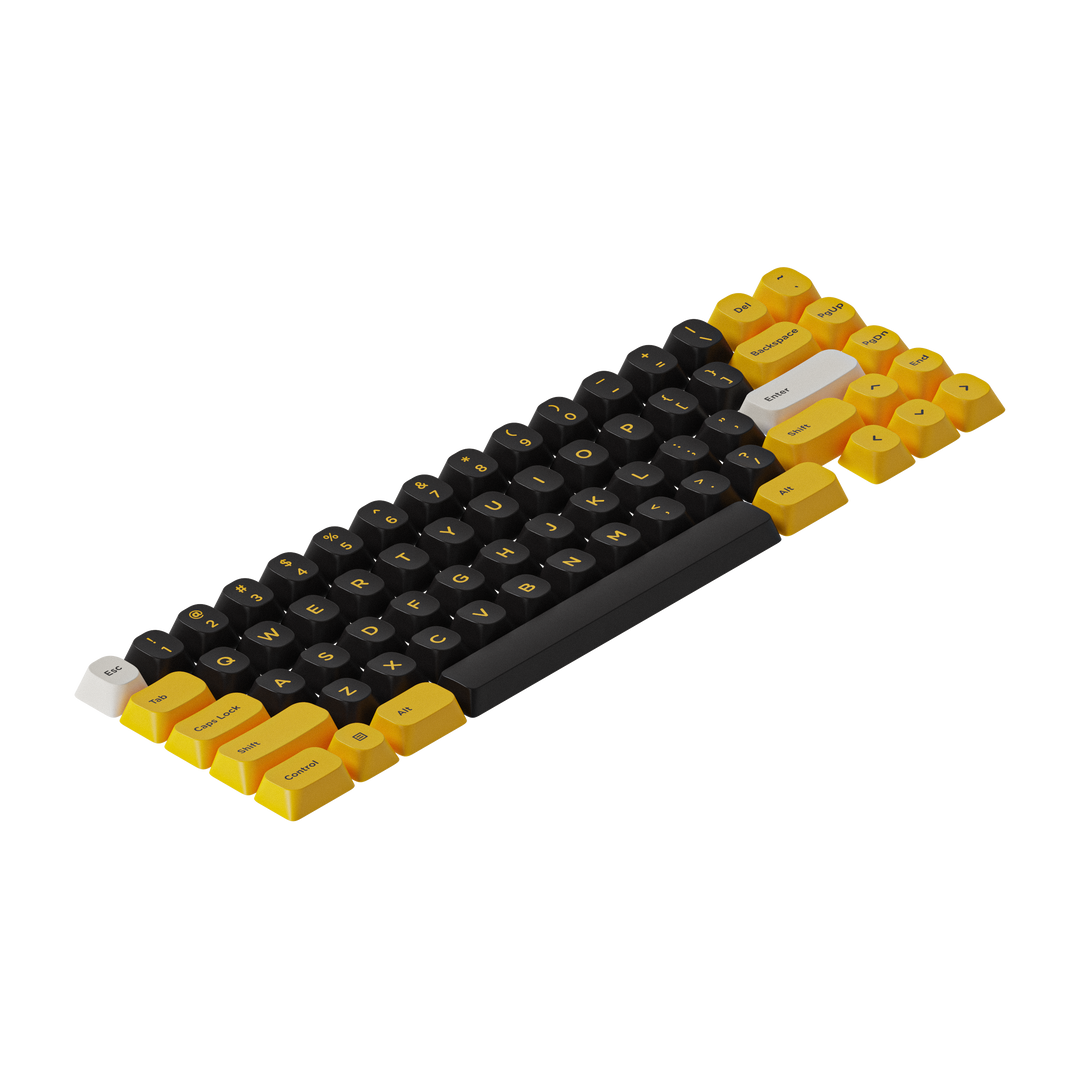 Esc ! 1 @ 2 # 3 $ 4 % 5 ^ 6 & 7 * 8 ( 9 ) 0 _ - + = | \ Del ~ `
Tab Q W E R T Y U I O P { [ } ] Backspace PgUp
Caps Lock A S D F G H J K L : ; " ' Enter PgDn
Shift Z X C V B N M < , > . ? / Shift ^ End
Control Alt Alt < ⌄ >